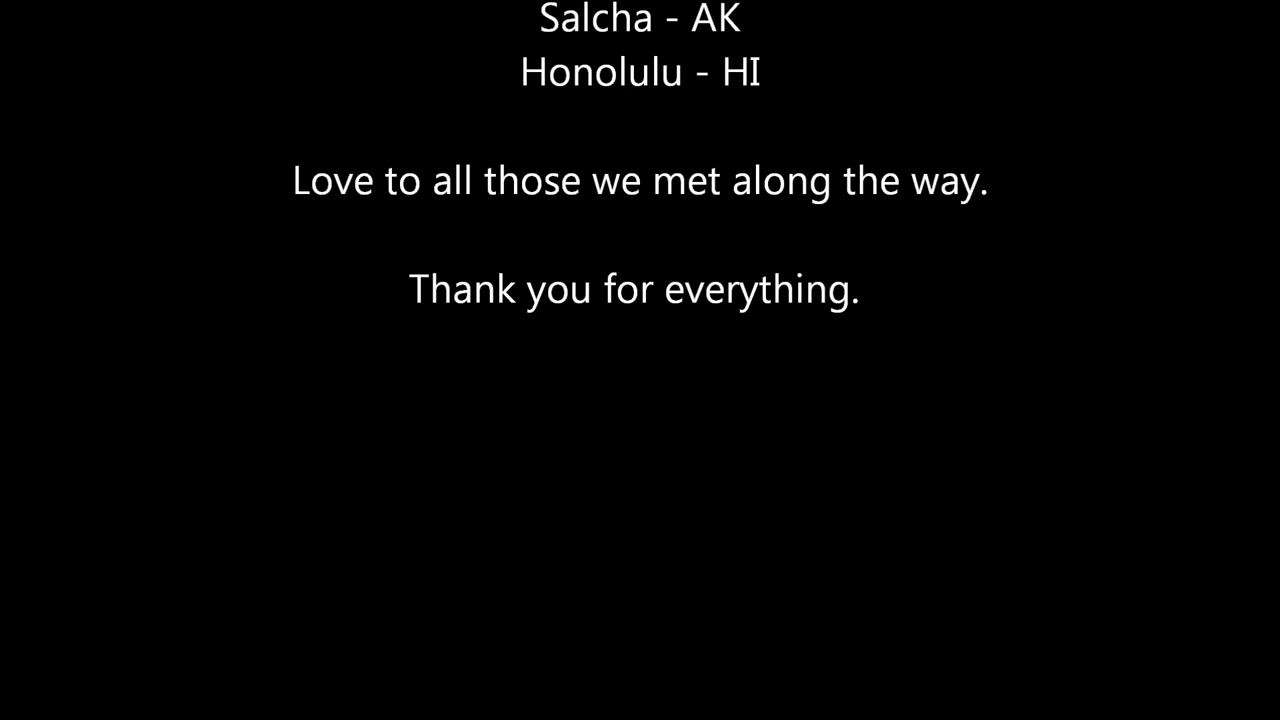 Salcha - AK
Honolulu - HI
Love to all those we met along the way.
Thank you for everything.